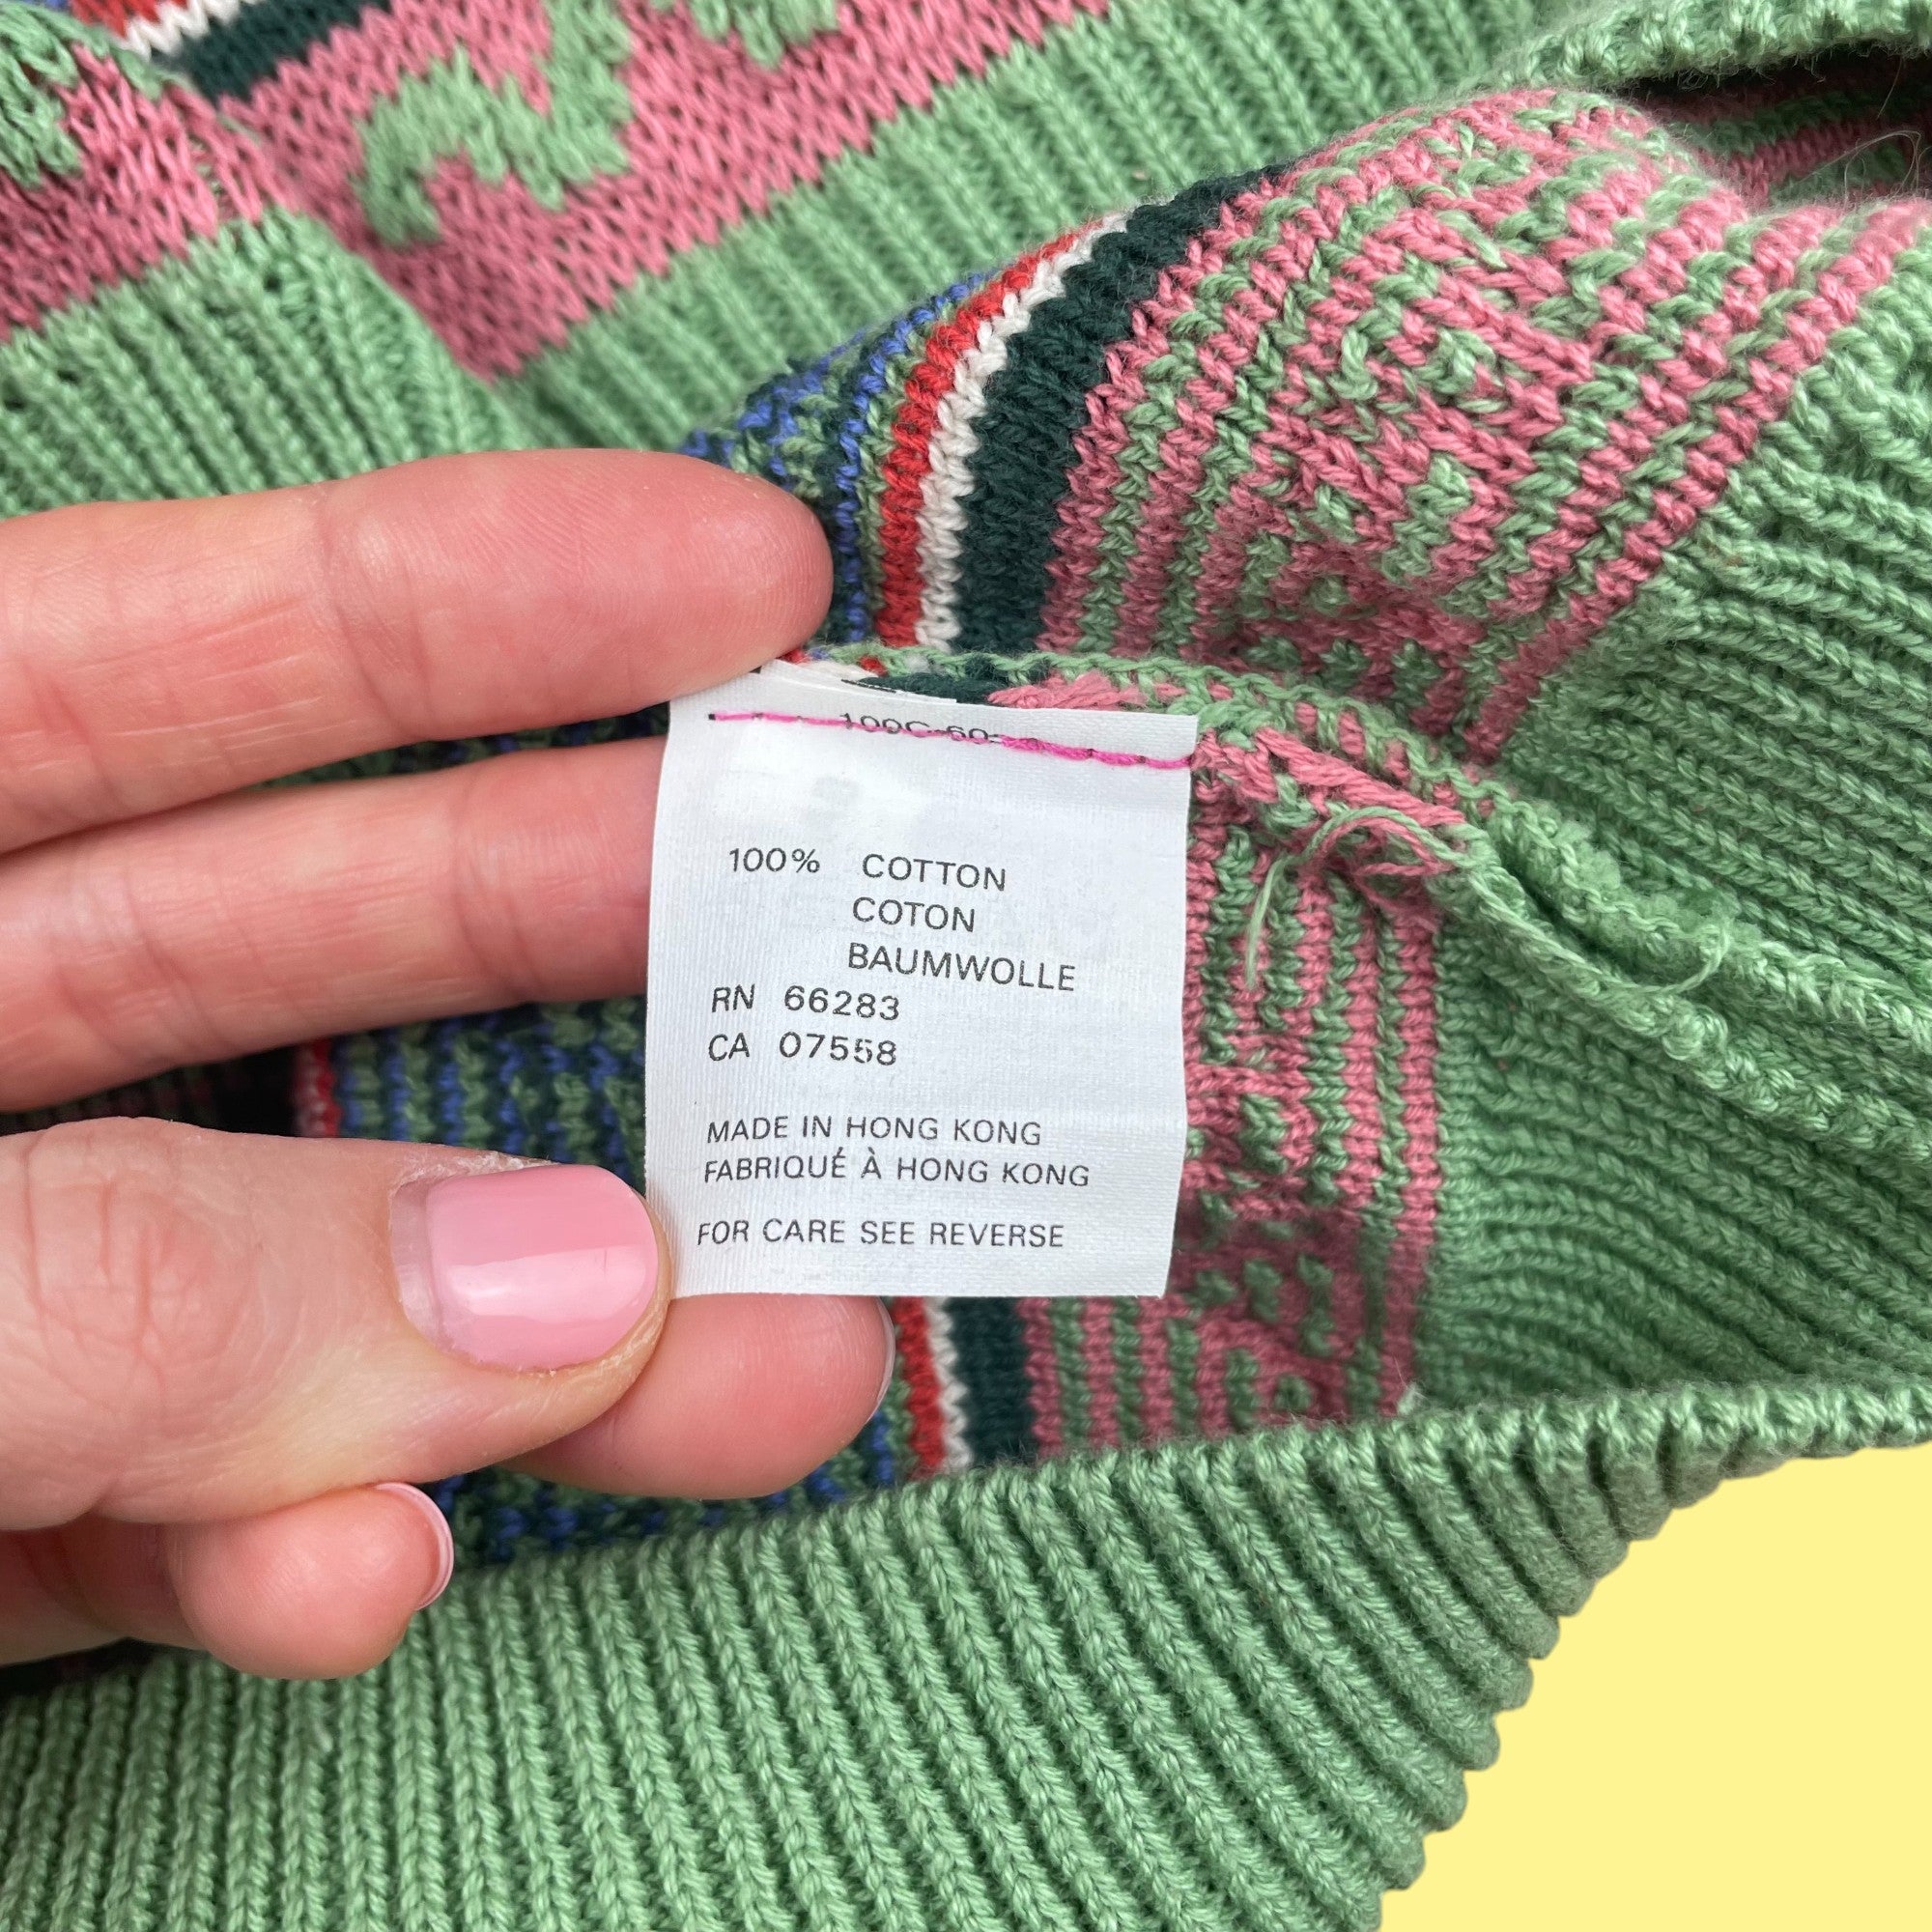 100% COTTON
COTON
BAUMWOLLE
RN 66283
CA 07558
MADE IN HONG KONG
FABRIQUÉ À HONG KONG
FOR CARE SEE REVERSE